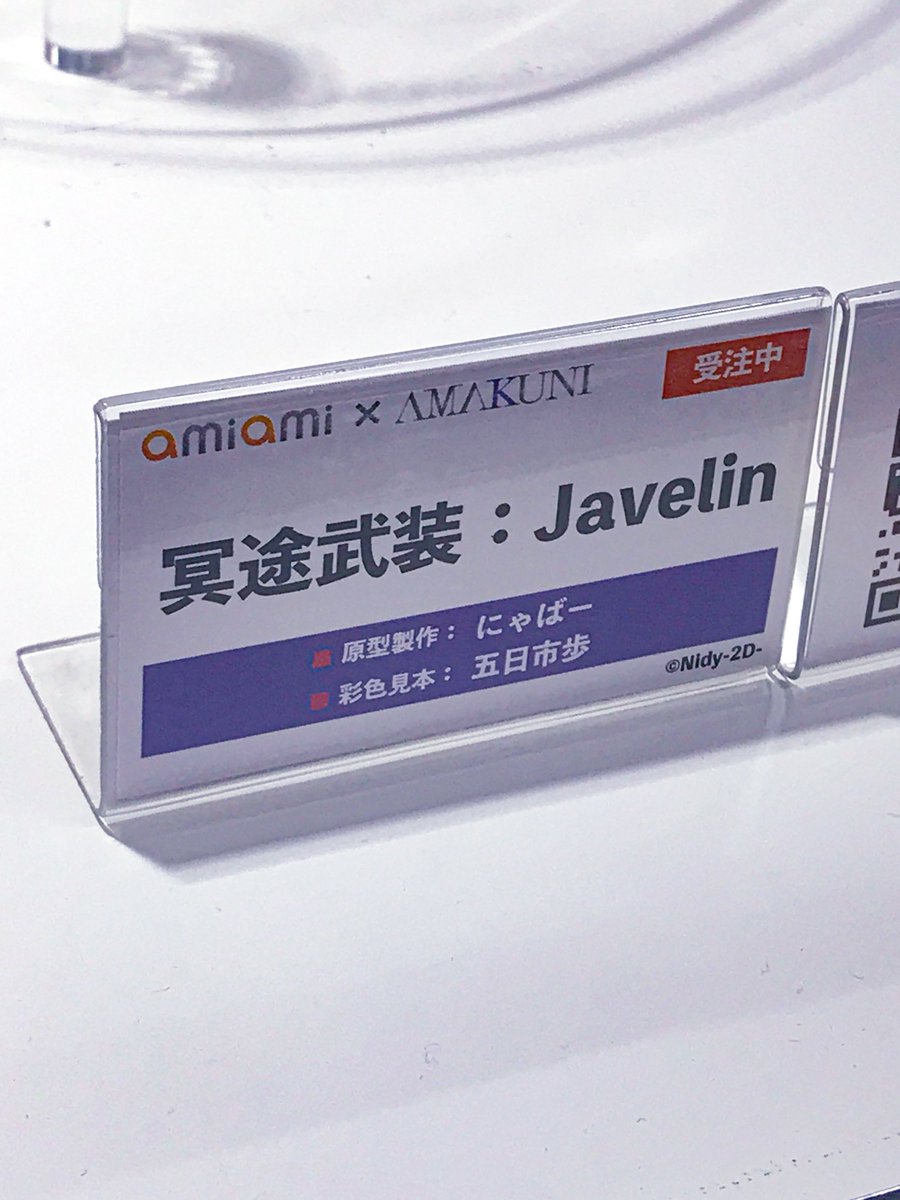 amiami × AMAKUNI
受注中
冥途武装：Javelin
原型製作： にゃばー
彩色見本： 五日市歩
©Nidy-2D-